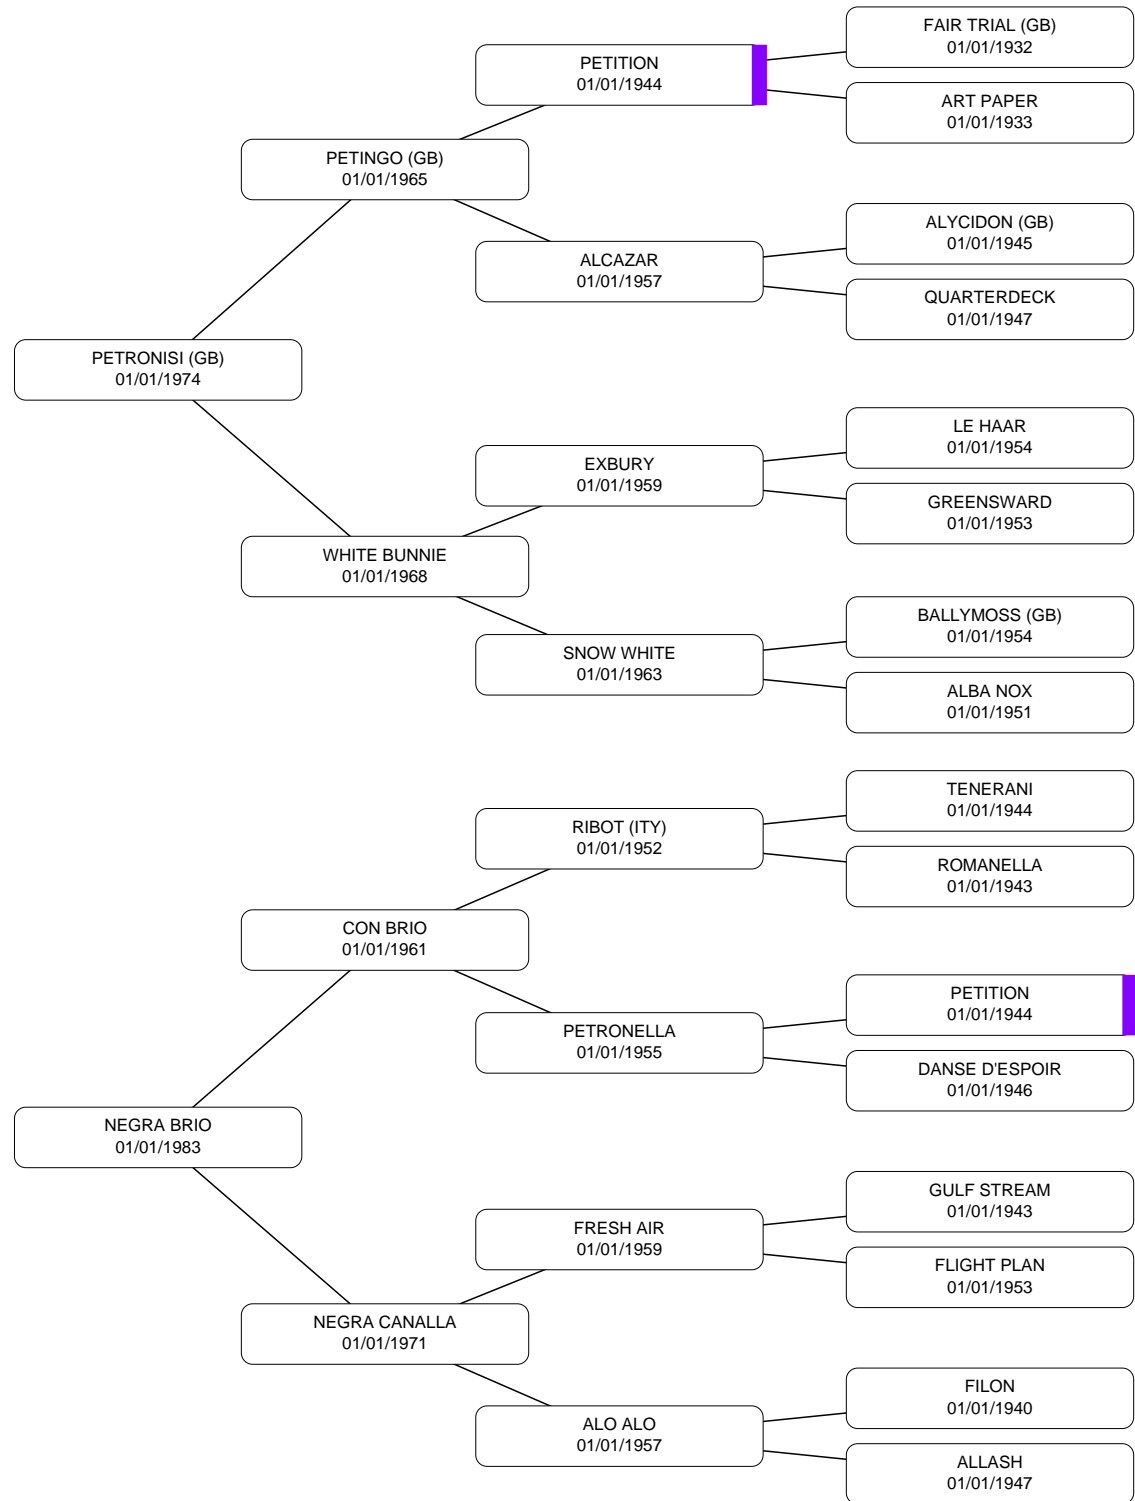 FAIR TRIAL (GB)
01/01/1932
PETITION
01/01/1944
ART PAPER
01/01/1933
PETINGO (GB)
01/01/1965
ALYCIDON (GB)
01/01/1945
ALCAZAR
01/01/1957
QUARTERDECK
01/01/1947
PETRONISI (GB)
01/01/1974
LE HAAR
01/01/1954
EXBURY
01/01/1959
GREENSWARD
01/01/1953
WHITE BUNNIE
01/01/1968
BALLYMOSS (GB)
01/01/1954
SNOW WHITE
01/01/1963
ALBA NOX
01/01/1951
TENERANI
01/01/1944
RIBOT (ITY)
01/01/1952
ROMANELLA
01/01/1943
CON BRIO
01/01/1961
PETITION
01/01/1944
PETRONELLA
01/01/1955
DANSE D'ESPOIR
01/01/1946
NEGRA BRIO
01/01/1983
GULF STREAM
01/01/1943
FRESH AIR
01/01/1959
FLIGHT PLAN
01/01/1953
NEGRA CANALLA
01/01/1971
FILON
01/01/1940
ALO ALO
01/01/1957
ALLASH
01/01/1947